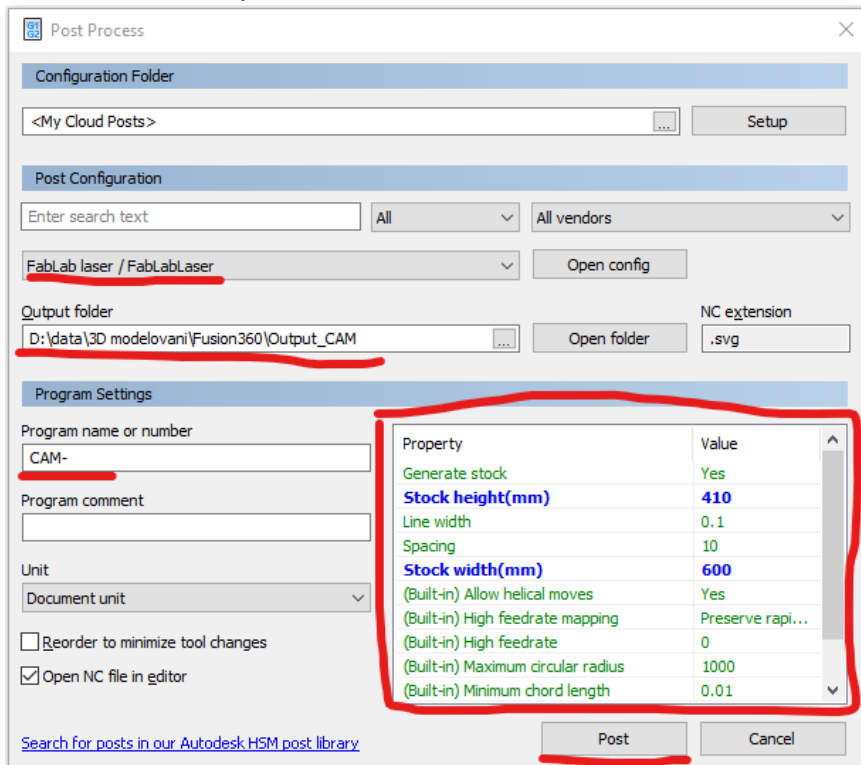 Post Process
Configuration Folder
<My Cloud Posts>
...
Setup
Post Configuration
Enter search text
All
All vendors
FabLab laser / FabLabLaser
Open config
Output folder
NC extension
D:\data\3D modelovani\Fusion360\Output_CAM
...
Open folder
.svg
Program Settings
Program name or number
CAM-
Program comment
Unit
Document unit
Reorder to minimize tool changes
Open NC file in editor
Property Value
Generate stock Yes
Stock height(mm) 410
Line width 0.1
Spacing 10
Stock width(mm) 600
(Built-in) Allow helical moves Yes
(Built-in) High feedrate mapping Preserve rapi...
(Built-in) High feedrate 0
(Built-in) Maximum circular radius 1000
(Built-in) Minimum chord length 0.01
Search for posts in our Autodesk HSM post library
Post
Cancel